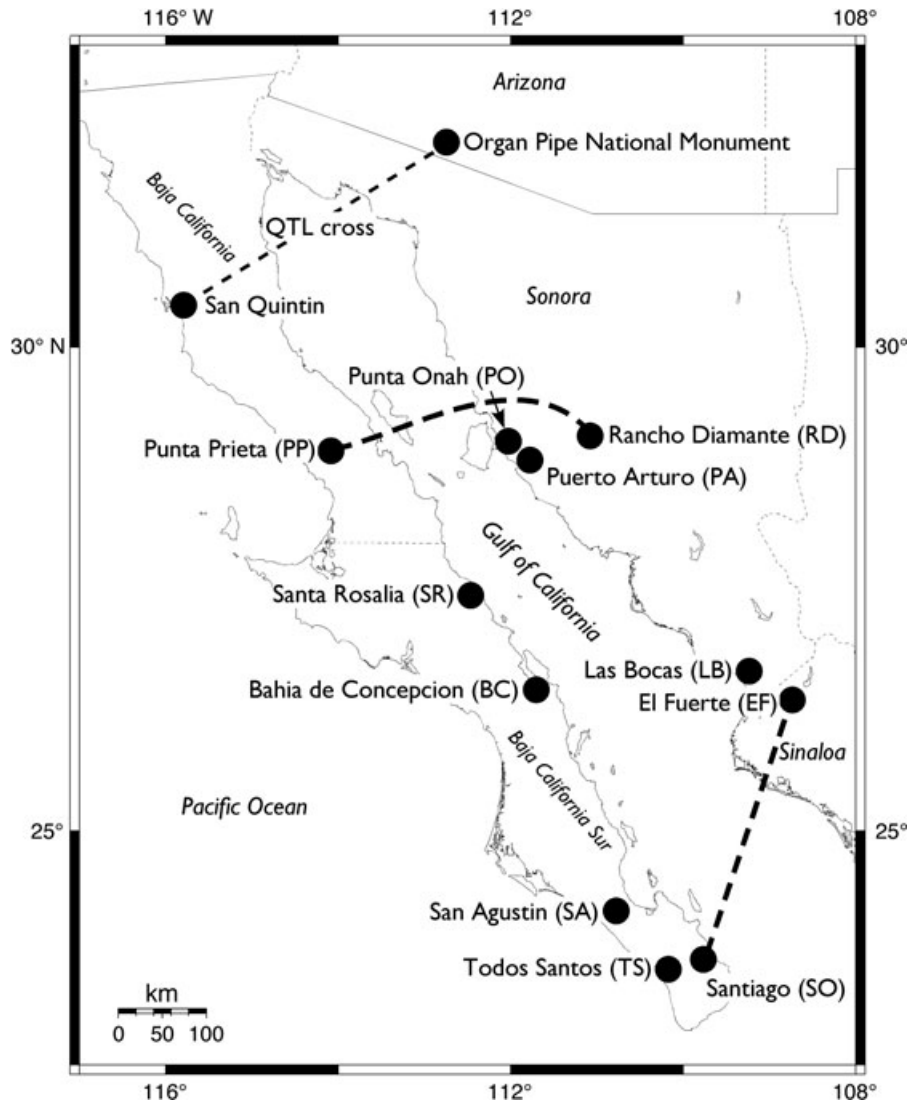 116° W
112°
108°
Arizona
Organ Pipe National Monument
Baja California
QTL cross
San Quintin
Sonora
30° N
30°
Punta Onah (PO)
Punta Prieta (PP)
Rancho Diamante (RD)
Puerto Arturo (PA)
Gulf of California
Santa Rosalia (SR)
Las Bocas (LB)
Bahia de Concepcion (BC)
El Fuerte (EF)
Baja California Sur
Sinaloa
Pacific Ocean
25°
25°
San Agustin (SA)
Todos Santos (TS)
Santiago (SO)
km
0 50 100
116°
112°
108°